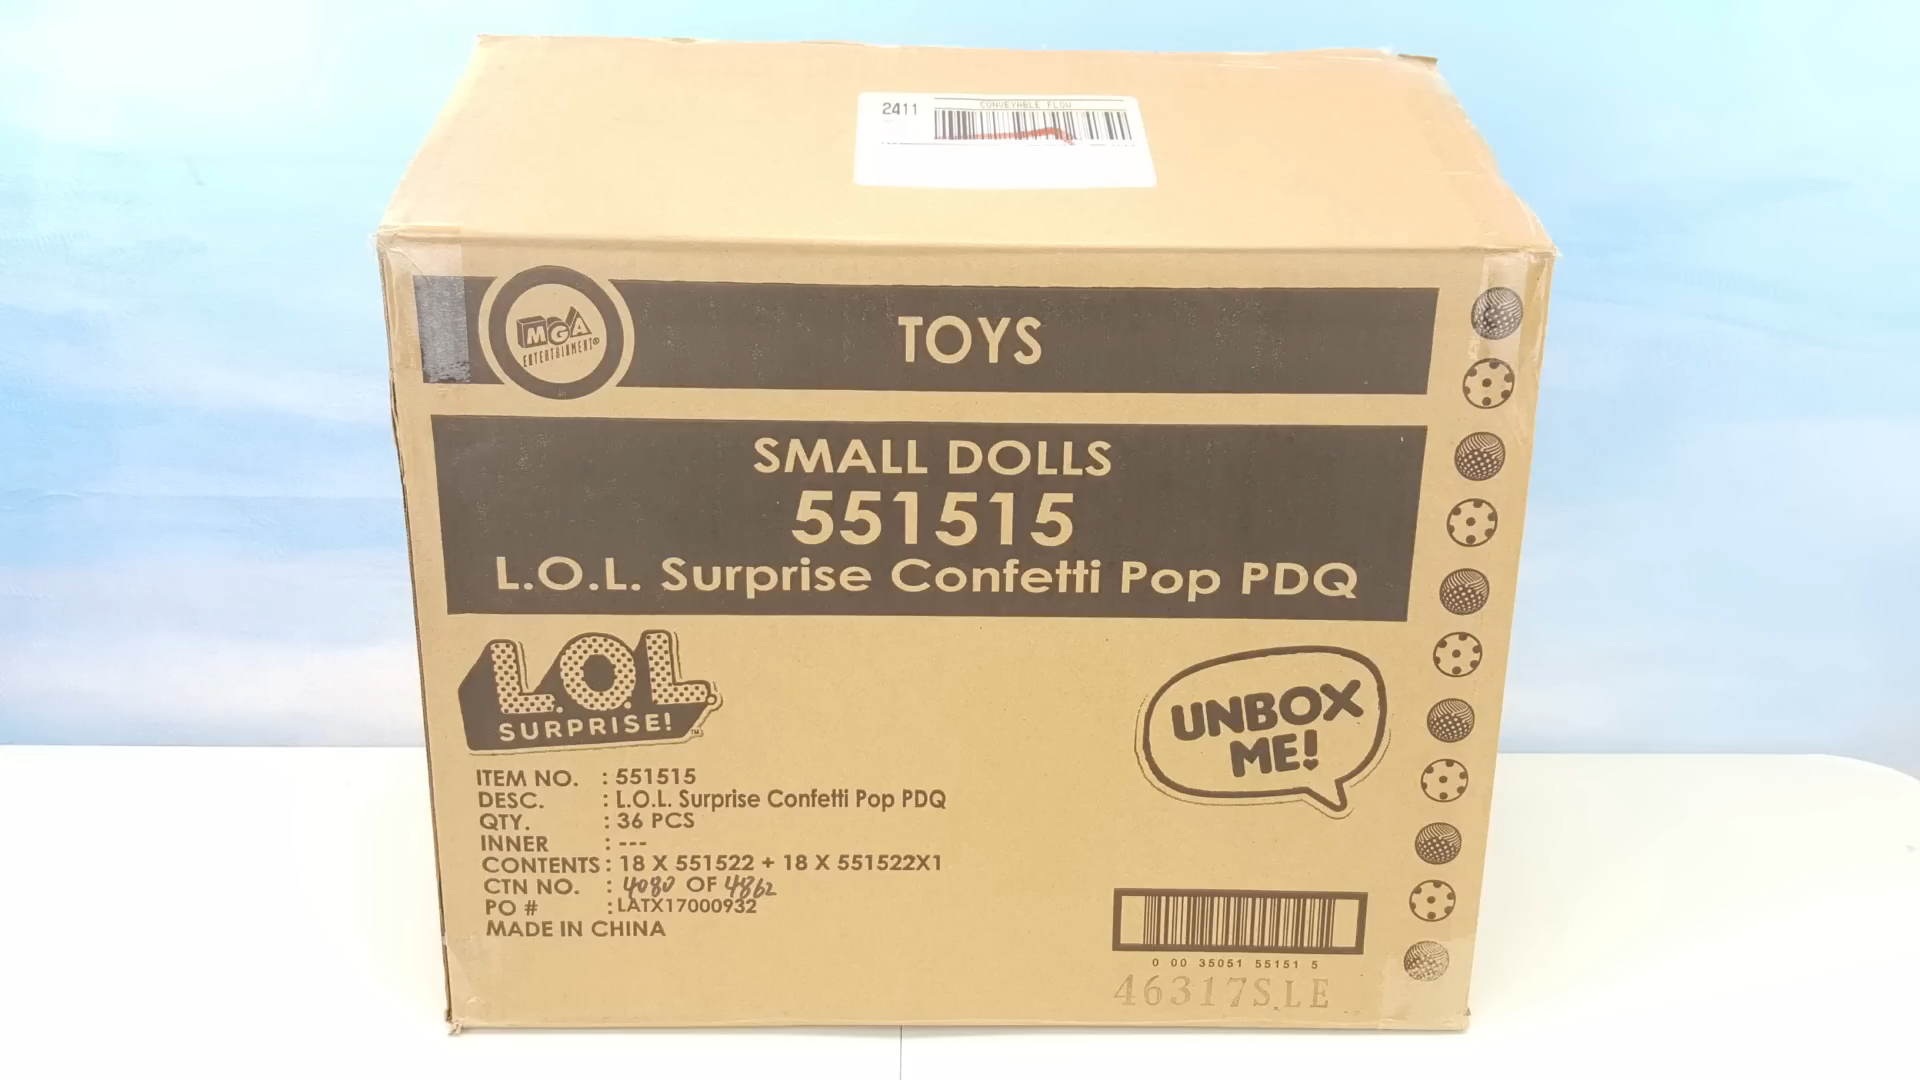 2411
CONVEYABLE FLOW
MGA
ENTERTAINMENT®
TOYS
SMALL DOLLS
551515
L.O.L. Surprise Confetti Pop PDQ
L.O.L.
SURPRISE! ™
UNBOX
ME!
ITEM NO. : 551515
DESC. : L.O.L. Surprise Confetti Pop PDQ
QTY. : 36 PCS
INNER : ---
CONTENTS : 18 X 551522 + 18 X 551522X1
CTN NO. : 4080 OF 4862
PO # : LATX17000932
MADE IN CHINA
0 00 35051 55151 5
46317SLE